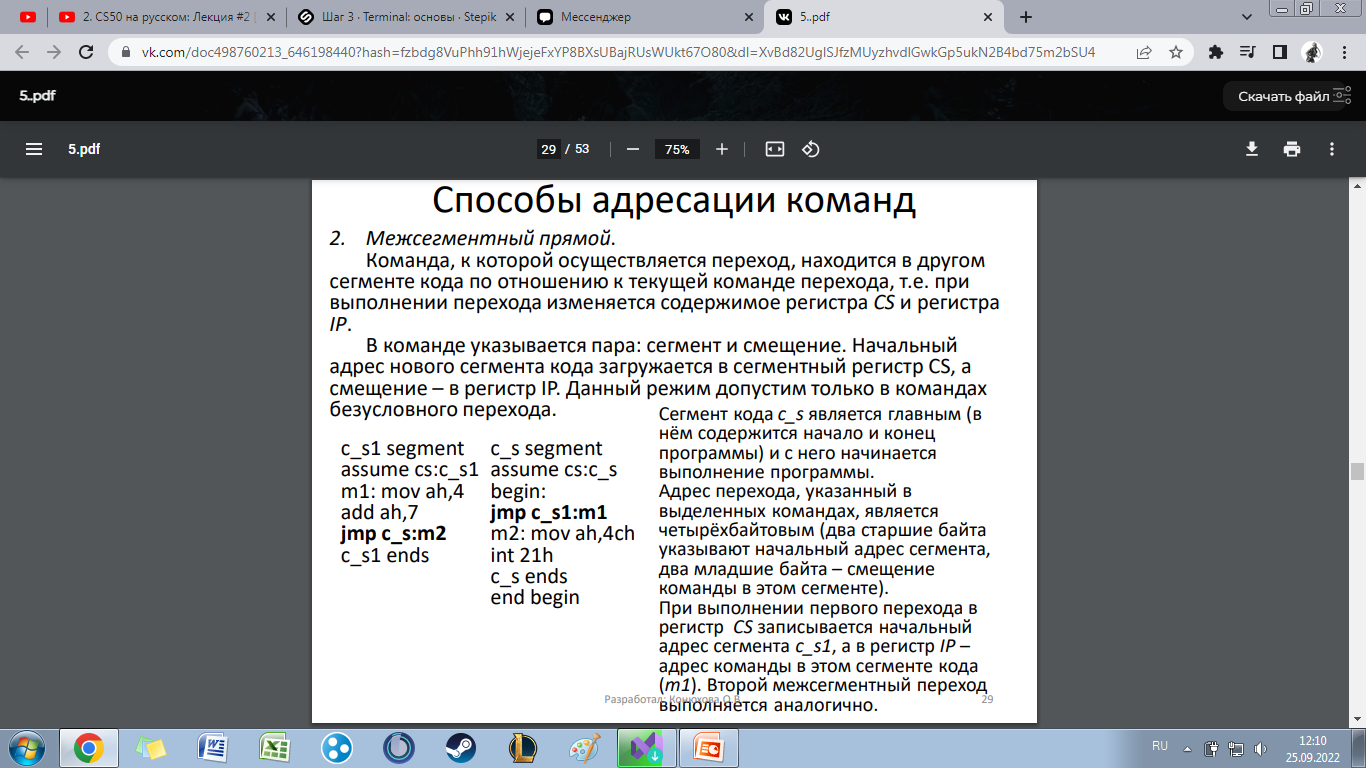 2. CS50 на русском: Лекция #2
Шаг 3 · Terminal: основы · Stepik
Мессенджер
5..pdf
vk.com/doc498760213_646198440?hash=fzbdg8VuPhh91hWjejeFxYP8BXsUBajRUsWUkt67O80&dl=XvBd82UgISJfzMUyzhvdIGwkGp5ukN2B4bd75m2bSU4
5..pdf
Скачать файл
5.pdf
29 / 53
75%
Способы адресации команд
2. Межсегментный прямой.
Команда, к которой осуществляется переход, находится в другом
сегменте кода по отношению к текущей команде перехода, т.е. при
выполнении перехода изменяется содержимое регистра CS и регистра
IP.
В команде указывается пара: сегмент и смещение. Начальный
адрес нового сегмента кода загружается в сегментный регистр CS, а
смещение – в регистр IP. Данный режим допустим только в командах
безусловного перехода.
c_s1 segment
assume cs:c_s1
m1: mov ah,4
add ah,7
jmp c_s:m2
c_s1 ends
c_s segment
assume cs:c_s
begin:
jmp c_s1:m1
m2: mov ah,4ch
int 21h
c_s ends
end begin
Сегмент кода c_s является главным (в
нём содержится начало и конец
программы) и с него начинается
выполнение программы.
Адрес перехода, указанный в
выделенных командах, является
четырёхбайтовым (два старшие байта
указывают начальный адрес сегмента,
два младшие байта – смещение
команды в этом сегменте).
При выполнении первого перехода в
регистр CS записывается начальный
адрес сегмента c_s1, а в регистр IP –
адрес команды в этом сегменте кода
(m1). Второй межсегментный переход
выполняется аналогично.
Разработал: Конюхова О.В.
29
RU
12:10
25.09.2022